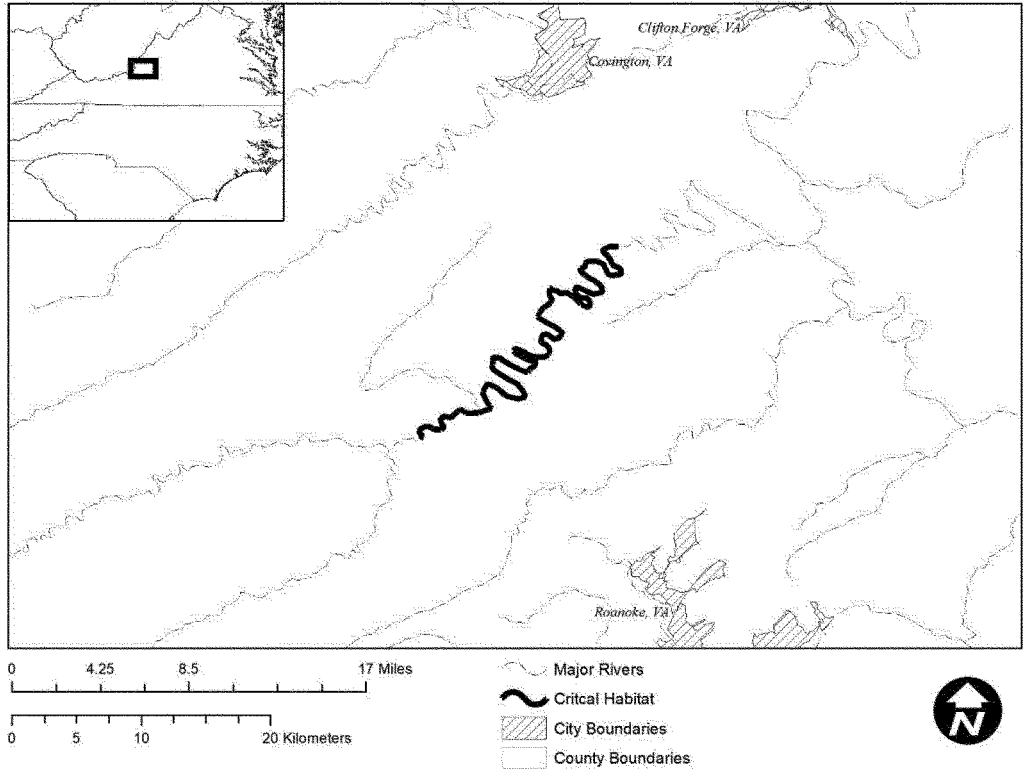 Clifton Forge, VA
Covington, VA
Roanoke, VA
0 4.25 8.5 17 Miles
0 5 10 20 Kilometers
Major Rivers
Critcal Habitat
City Boundaries
County Boundaries
N